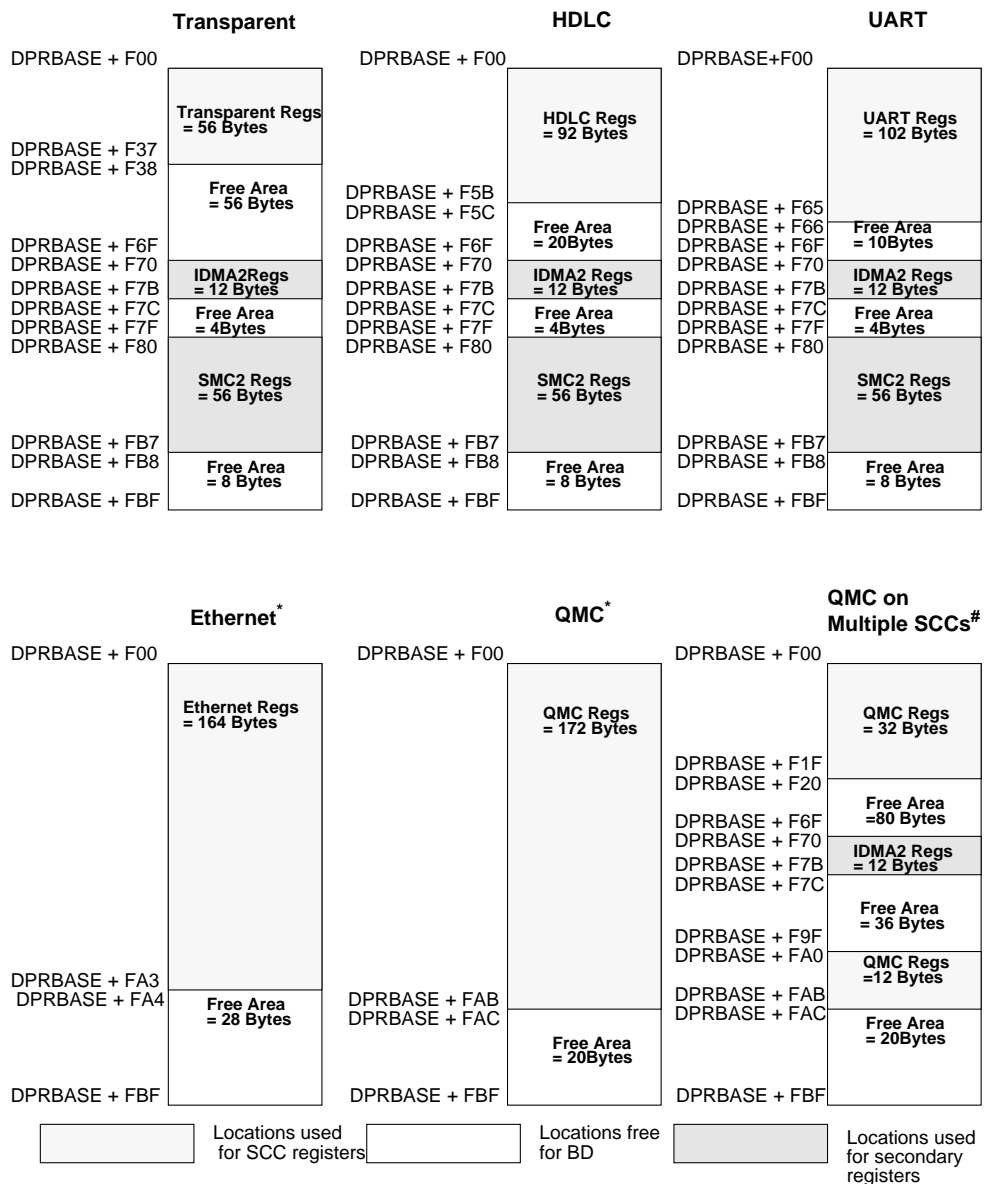 Transparent
HDLC
UART
DPRBASE + F00
DPRBASE + F00
DPRBASE+F00
Transparent Regs
= 56 Bytes
DPRBASE + F37
DPRBASE + F38
Free Area
= 56 Bytes
DPRBASE + F6F
DPRBASE + F70
IDMA2Regs
= 12 Bytes
DPRBASE + F7B
DPRBASE + F7C
Free Area
= 4Bytes
DPRBASE + F7F
DPRBASE + F80
SMC2 Regs
= 56 Bytes
DPRBASE + FB7
DPRBASE + FB8
Free Area
= 8 Bytes
DPRBASE + FBF
HDLC Regs
= 92 Bytes
DPRBASE + F5B
DPRBASE + F5C
Free Area
= 20Bytes
DPRBASE + F6F
DPRBASE + F70
IDMA2 Regs
= 12 Bytes
DPRBASE + F7B
DPRBASE + F7C
Free Area
= 4Bytes
DPRBASE + F7F
DPRBASE + F80
SMC2 Regs
= 56 Bytes
DPRBASE + FB7
DPRBASE + FB8
Free Area
= 8 Bytes
DPRBASE + FBF
UART Regs
= 102 Bytes
DPRBASE + F65
DPRBASE + F66
Free Area
= 10Bytes
DPRBASE + F6F
DPRBASE + F70
IDMA2 Regs
= 12 Bytes
DPRBASE + F7B
DPRBASE + F7C
Free Area
= 4Bytes
DPRBASE + F7F
DPRBASE + F80
SMC2 Regs
= 56 Bytes
DPRBASE + FB7
DPRBASE + FB8
Free Area
= 8 Bytes
DPRBASE + FBF
Ethernet*
QMC*
QMC on
Multiple SCCs#
DPRBASE + F00
DPRBASE + F00
DPRBASE + F00
Ethernet Regs
= 164 Bytes
DPRBASE + FA3
DPRBASE + FA4
Free Area
= 28 Bytes
DPRBASE + FBF
QMC Regs
= 172 Bytes
DPRBASE + FAB
DPRBASE + FAC
Free Area
= 20Bytes
DPRBASE + FBF
QMC Regs
= 32 Bytes
DPRBASE + F1F
DPRBASE + F20
Free Area
=80 Bytes
DPRBASE + F6F
DPRBASE + F70
IDMA2 Regs
= 12 Bytes
DPRBASE + F7B
DPRBASE + F7C
Free Area
= 36 Bytes
DPRBASE + F9F
DPRBASE + FA0
QMC Regs
=12 Bytes
DPRBASE + FAB
DPRBASE + FAC
Free Area
= 20Bytes
DPRBASE + FBF
Locations used
for SCC registers
Locations free
for BD
Locations used
for secondary
registers